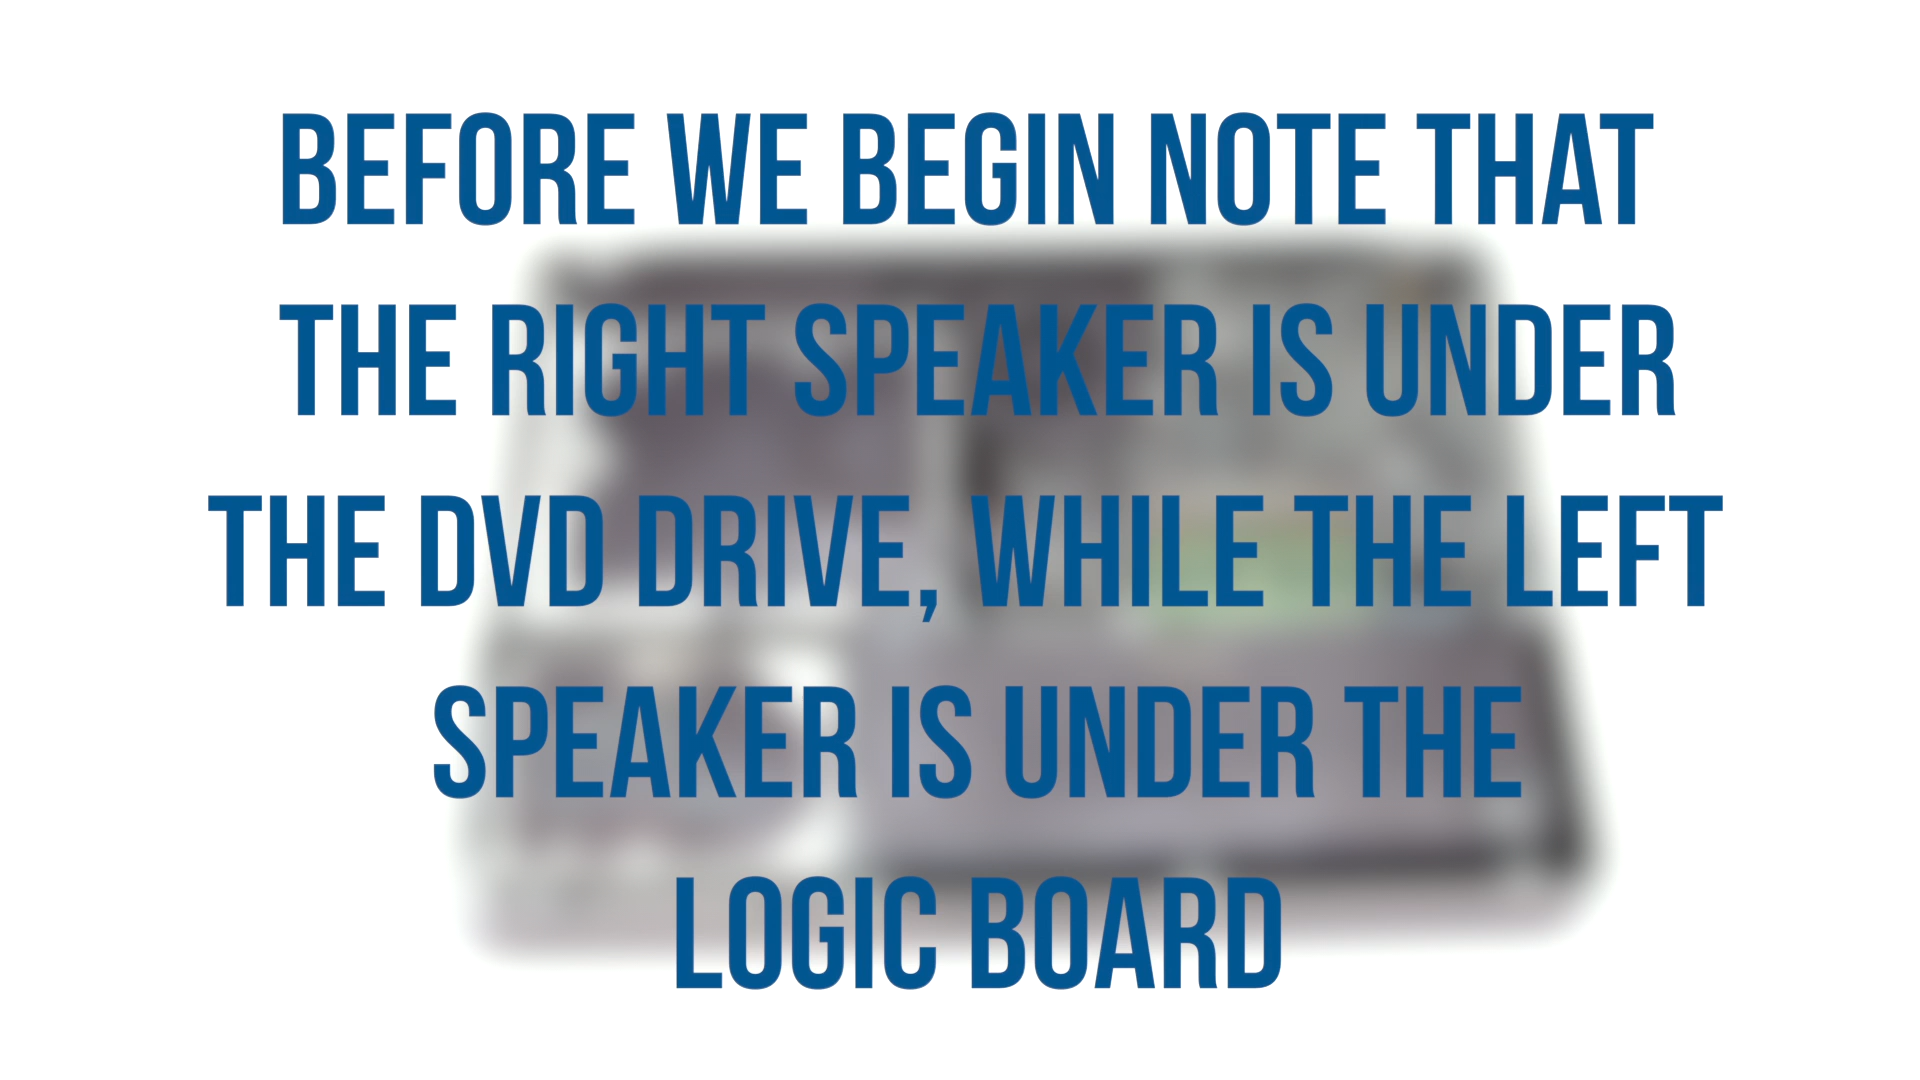 BEFORE WE BEGIN NOTE THAT
THE RIGHT SPEAKER IS UNDER
THE DVD DRIVE, WHILE THE LEFT
SPEAKER IS UNDER THE
LOGIC BOARD